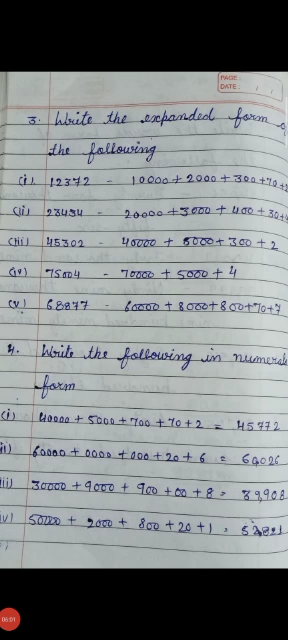 PAGE:
DATE: / /
3. Write the expanded form of
the following
(i). 12372 - 10000 + 2000 + 300 + 70 + 2
(ii) 23434 - 20000 + 3000 + 400 + 30 + 4
(iii) 45302 - 40000 + 5000 + 300 + 2
(iv) 75004 - 70000 + 5000 + 4
(v) 68877 - 60000 + 8000 + 800 + 70 + 7
4. Write the following in numerals
form
(i) 40000 + 5000 + 700 + 70 + 2 = 45772
ii) 60000 + 0000 + 000 + 20 + 6 = 60026
iii) 30000 + 9000 + 900 + 00 + 8 = 39908
iv) 50000 + 2000 + 800 + 20 + 1 = 52821
06:01